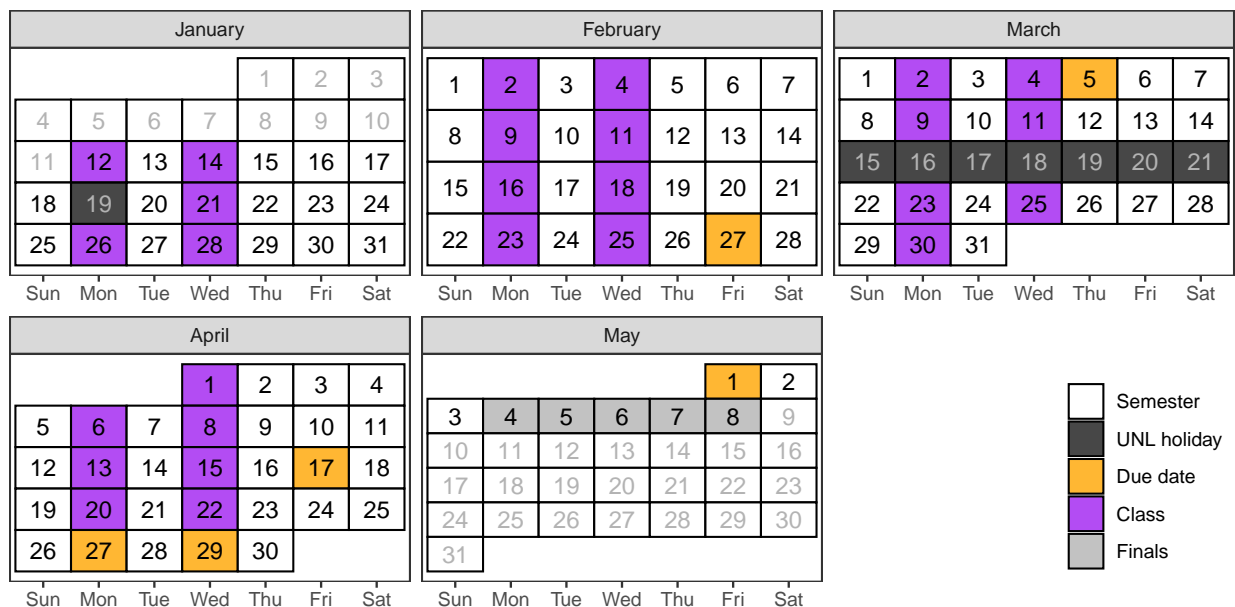 January
1 2 3
4 5 6 7 8 9 10
11 12 13 14 15 16 17
18 19 20 21 22 23 24
25 26 27 28 29 30 31
Sun Mon Tue Wed Thu Fri Sat
February
1 2 3 4 5 6 7
8 9 10 11 12 13 14
15 16 17 18 19 20 21
22 23 24 25 26 27 28
Sun Mon Tue Wed Thu Fri Sat
March
1 2 3 4 5 6 7
8 9 10 11 12 13 14
15 16 17 18 19 20 21
22 23 24 25 26 27 28
29 30 31
Sun Mon Tue Wed Thu Fri Sat
April
1 2 3 4
5 6 7 8 9 10 11
12 13 14 15 16 17 18
19 20 21 22 23 24 25
26 27 28 29 30
Sun Mon Tue Wed Thu Fri Sat
May
1 2
3 4 5 6 7 8 9
10 11 12 13 14 15 16
17 18 19 20 21 22 23
24 25 26 27 28 29 30
31
Sun Mon Tue Wed Thu Fri Sat
Semester
UNL holiday
Due date
Class
Finals